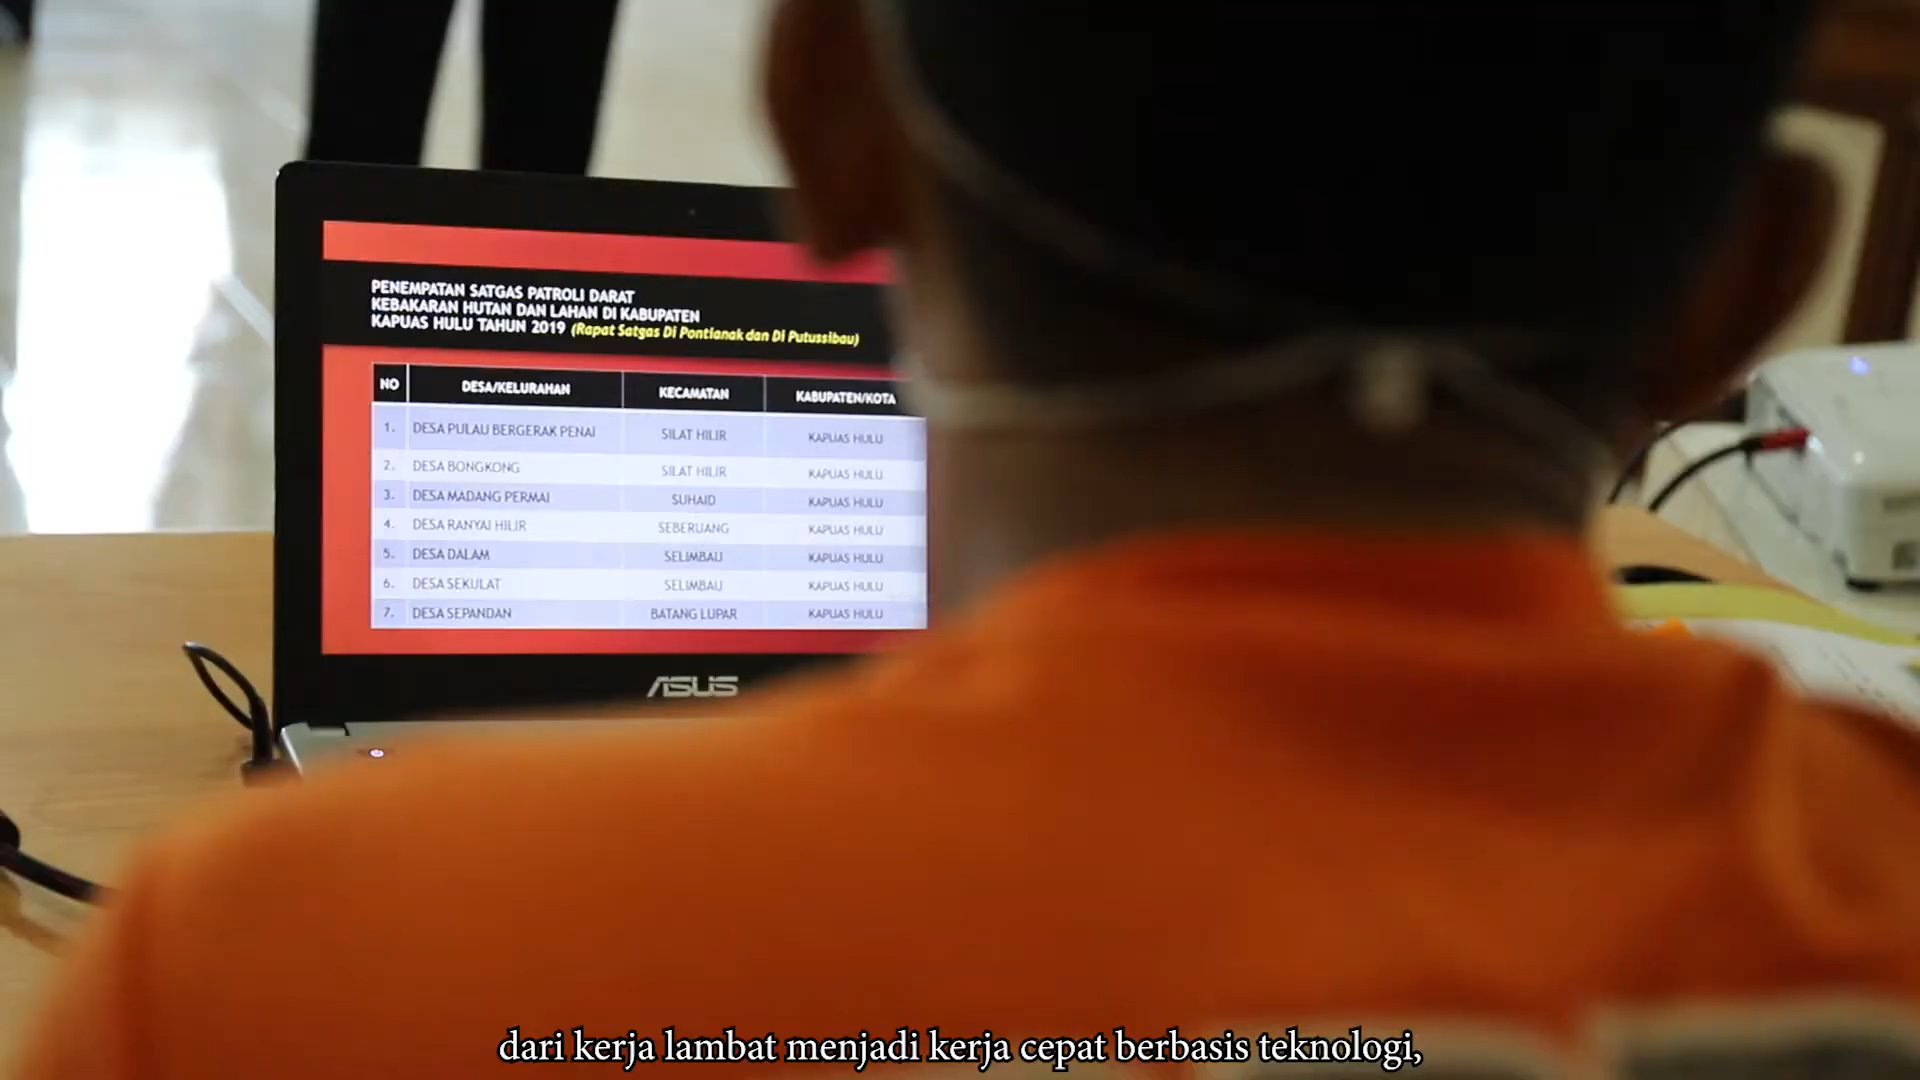 PENEMPATAN SATGAS PATROLI DARAT
KEBAKARAN HUTAN DAN LAHAN DI KABUPATEN
KAPUAS HULU TAHUN 2019 (Rapat Satgas Di Pontianak dan Di Putussibau)
NO DESA/KELURAHAN KECAMATAN KABUPATEN/KOTA
1. DESA PULAU BERGERAK PENAI SILAT HILIR KAPUAS HULU
2. DESA BONGKONG SILAT HILIR KAPUAS HULU
3. DESA MADANG PERMAI SUHAID KAPUAS HULU
4. DESA RANYAI HILIR SEBERUANG KAPUAS HULU
5. DESA DALAM SELIMBAU KAPUAS HULU
6. DESA SEKULAT SELIMBAU KAPUAS HULU
7. DESA SEPANDAN BATANG LUPAR KAPUAS HULU
ASUS
dari kerja lambat menjadi kerja cepat berbasis teknologi,